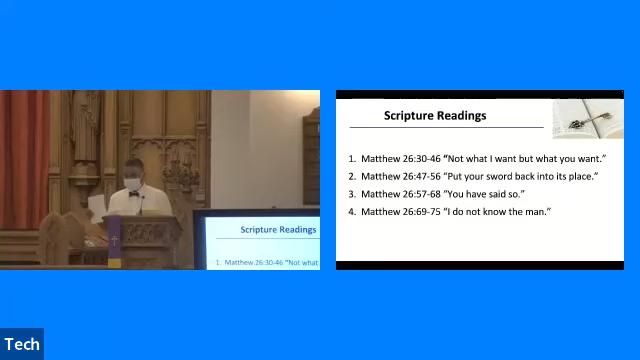 Scripture Readings
1. Matthew 26:30-46 "Not what
Scripture Readings
1. Matthew 26:30-46 “Not what I want but what you want.”
2. Matthew 26:47-56 “Put your sword back into its place.”
3. Matthew 26:57-68 “You have said so.”
4. Matthew 26:69-75 “I do not know the man.”
Tech